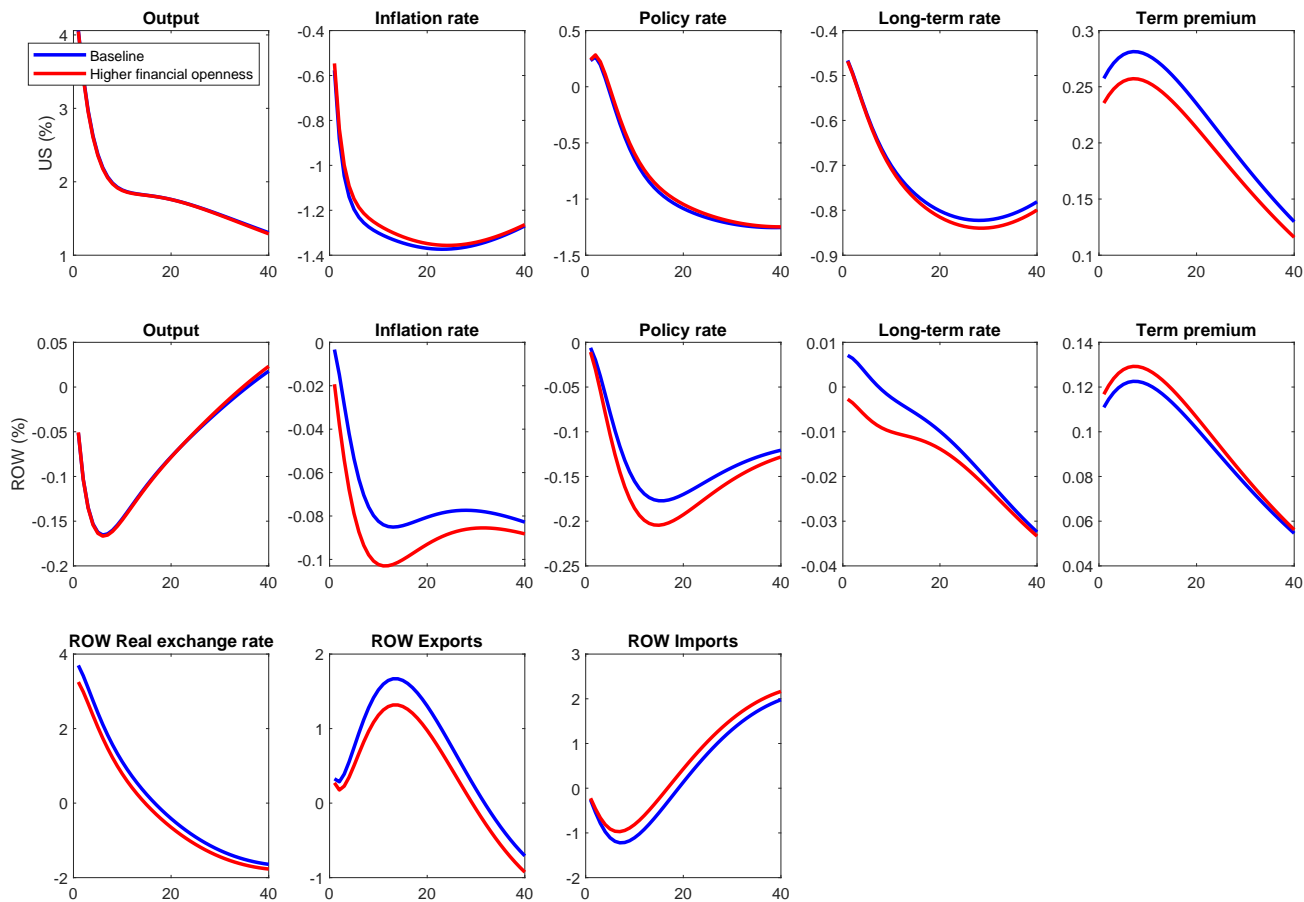 Output
Inflation rate
Policy rate
Long-term rate
Term premium
US (%)
4
3
2
1
0 20 40
Baseline
Higher financial openness
-0.4
-0.6
-0.8
-1
-1.2
-1.4
0 20 40
0.5
0
-0.5
-1
-1.5
0 20 40
-0.4
-0.5
-0.6
-0.7
-0.8
-0.9
0 20 40
0.3
0.25
0.2
0.15
0.1
0 20 40
Output
Inflation rate
Policy rate
Long-term rate
Term premium
ROW (%)
0.05
0
-0.05
-0.1
-0.15
-0.2
0 20 40
0
-0.02
-0.04
-0.06
-0.08
-0.1
0 20 40
0
-0.05
-0.1
-0.15
-0.2
-0.25
0 20 40
0.01
0
-0.01
-0.02
-0.03
-0.04
0 20 40
0.14
0.12
0.1
0.08
0.06
0.04
0 20 40
ROW Real exchange rate
ROW Exports
ROW Imports
4
2
0
-2
0 20 40
2
1
0
-1
0 20 40
3
2
1
0
-1
-2
0 20 40